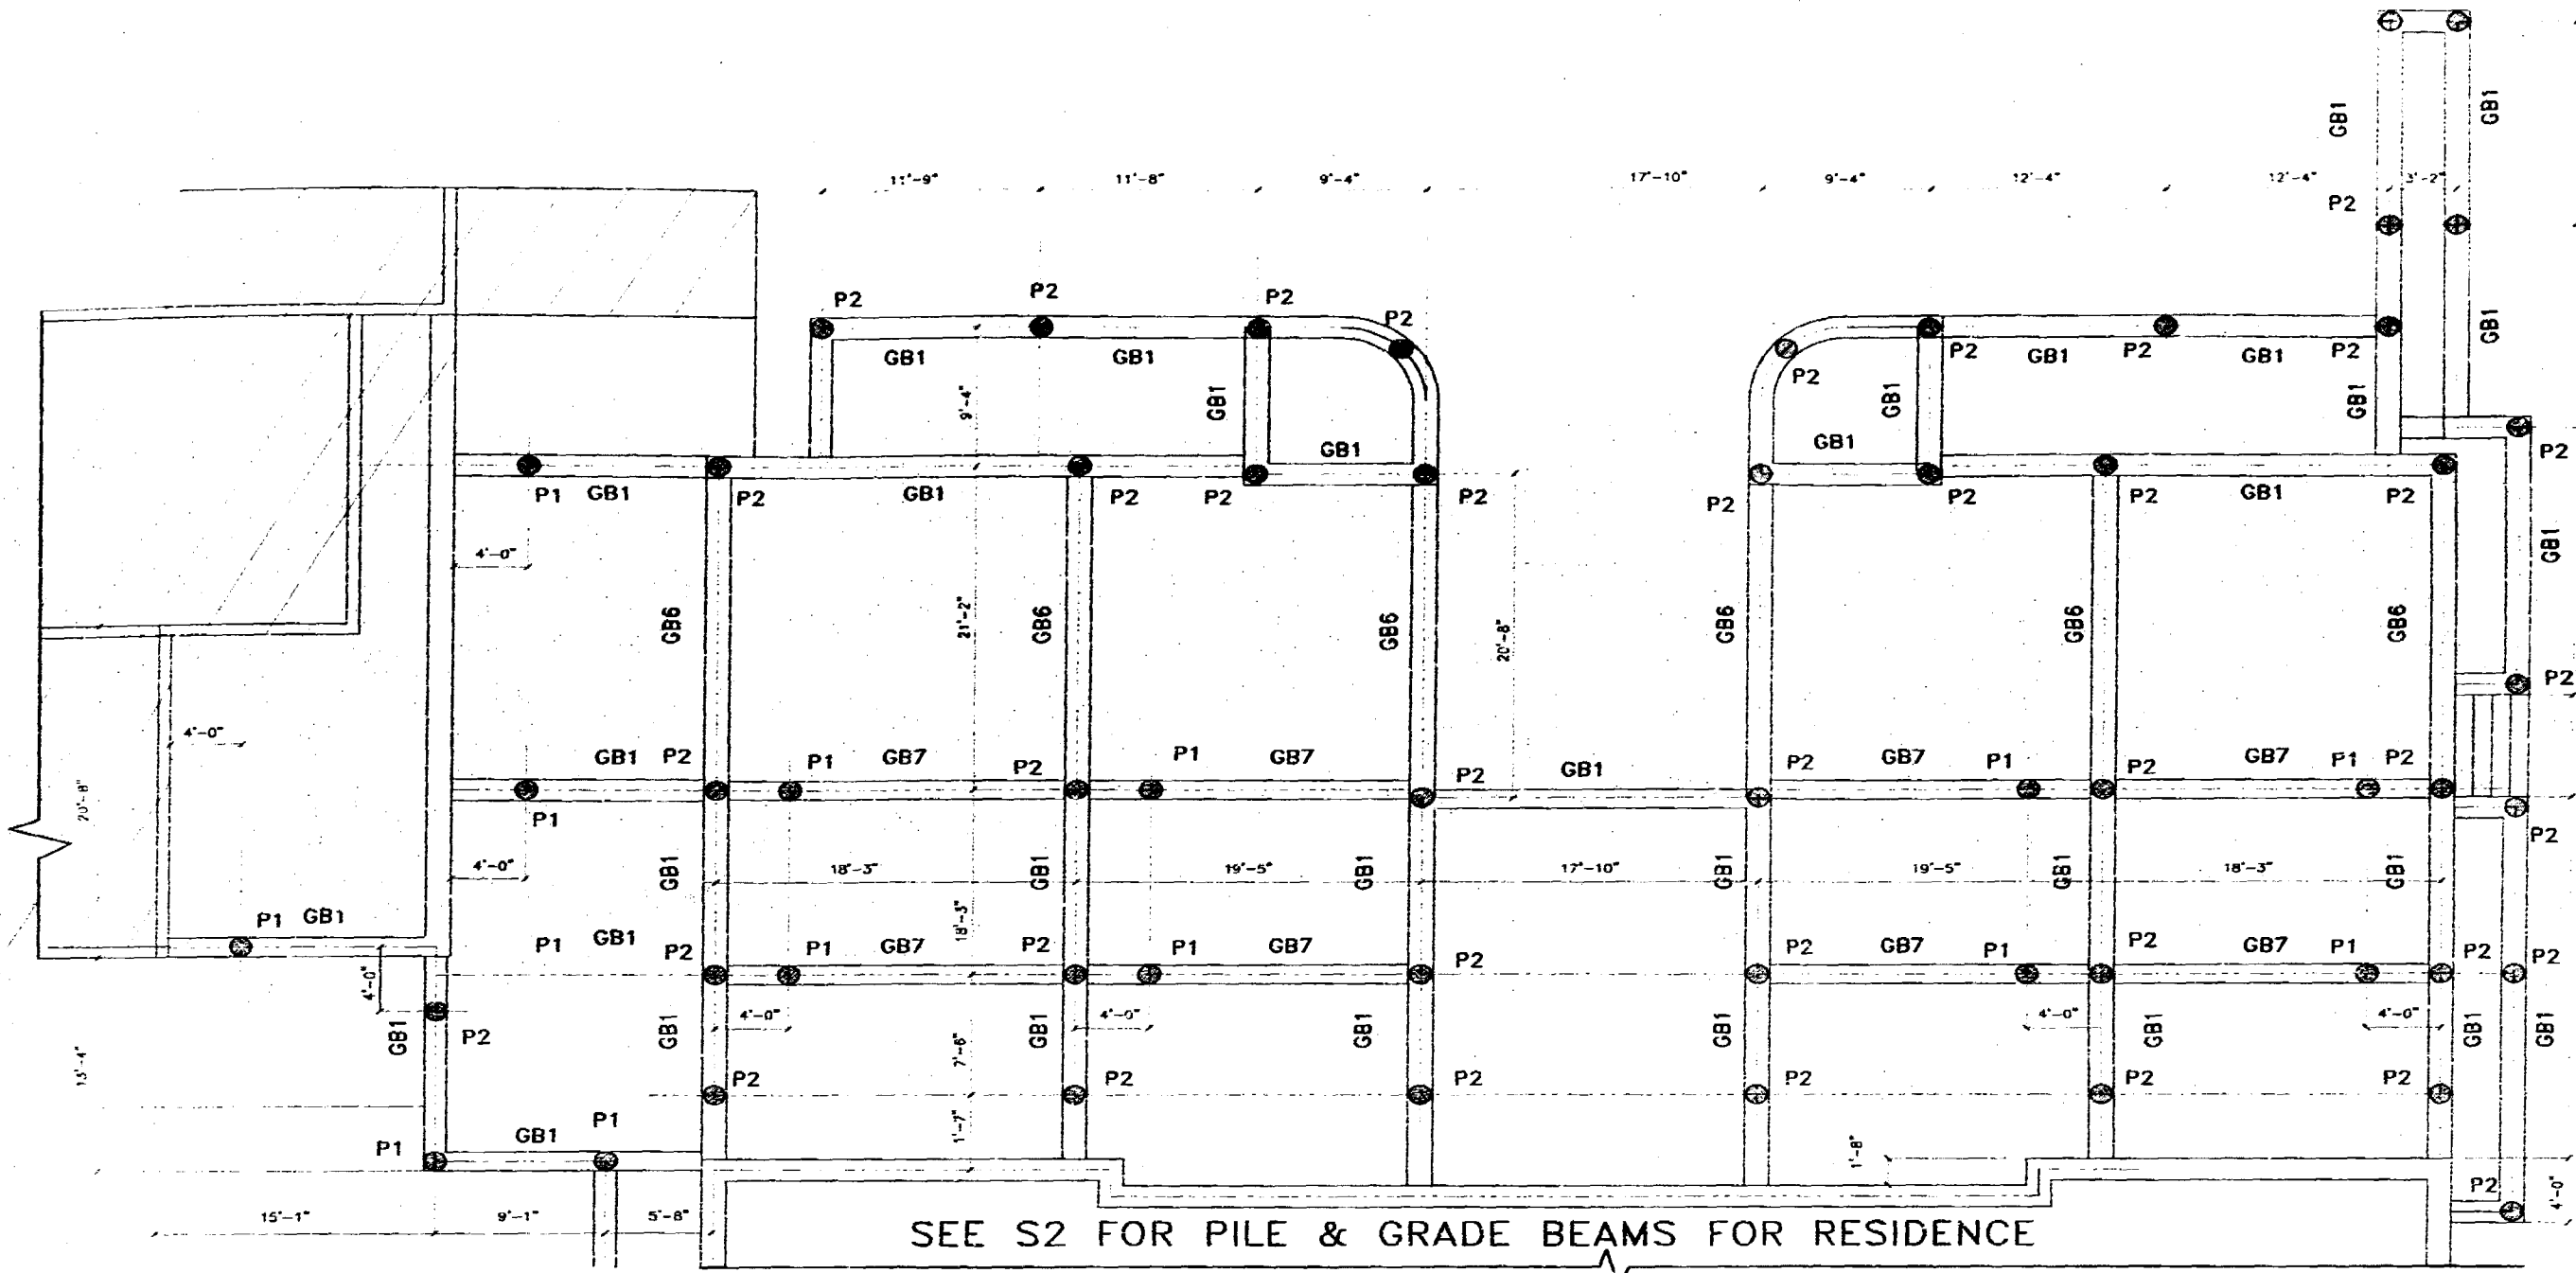 GB1 GB1
11'-9" 11'-8" 9'-4" 17'-10" 9'-4" 12'-4" 12'-4" 3'-2"
P2
P2 P2 P2 P2
GB1 GB1 P2 GB1 P2 GB1 P2 GB1
P2
9'-4" GB1 GB1 GB1
GB1 GB1 P2
P1 GB1 P2 GB1 P2 P2 P2 P2 P2 P2 GB1 P2
4'-0" GB1
GB6 21'-2" GB6 GB6 20'-8" GB6 GB6 GB6
P2
4'-0"
GB1 P2 P1 GB7 P2 P1 GB7 P2 GB1 P2 GB7 P1 P2 GB7 P1 P2
20'-8"
P1 P2
4'-0" GB1 18'-3" GB1 19'-5" GB1 17'-10" GB1 19'-5" GB1 18'-3" GB1
P1 GB1
18'-3"
P1 GB1 P2 P1 GB7 P2 P1 GB7 P2 P2 GB7 P1 P2 GB7 P1 P2 P2
4'-0"
GB1 P2 GB1 4'-0" GB1 4'-0" GB1 GB1 4'-0" GB1 4'-0" GB1 GB1
7'-6"
P2 P2 P2 P2 P2 P2
P1 GB1 P1 1'-7" 1'-8"
P2 4'-0"
15'-1" 9'-1" 5'-8"
SEE S2 FOR PILE & GRADE BEAMS FOR RESIDENCE